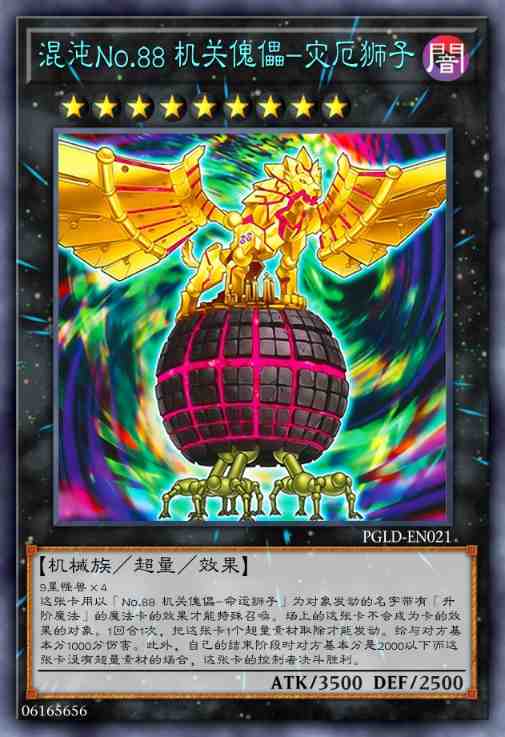 混沌No.88 机关傀儡-灾厄狮子
闇
88
PGLD-EN021
【机械族／超量／效果】
9星怪兽×4
这张卡用以「No.88 机关傀儡-命运狮子」为对象发动的名字带有「升
阶魔法」的魔法卡的效果才能特殊召唤。场上的这张卡不会成为卡的效
果的对象。1回合1次，把这张卡1个超量素材取除才能发动。给与对方基
本分1000分伤害。此外，自己的结束阶段时对方基本分是2000以下而这
张卡没有超量素材的场合，这张卡的控制者决斗胜利。
ATK/3500 DEF/2500
06165656